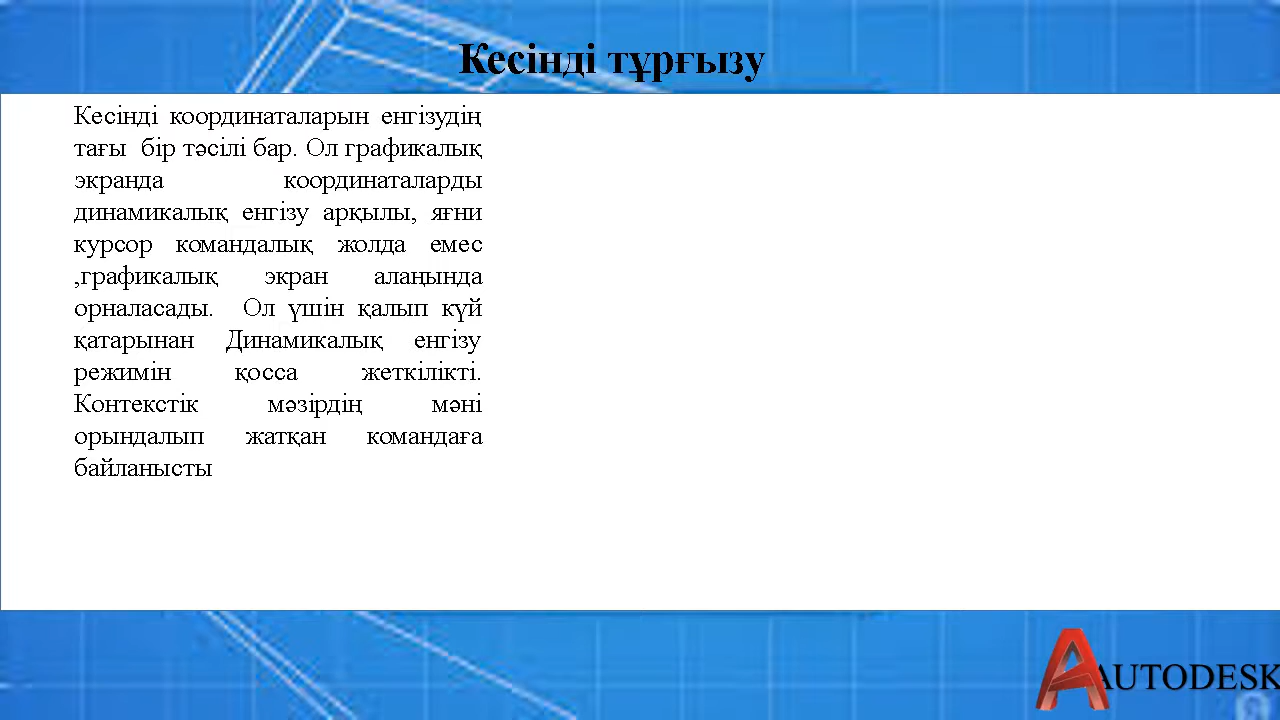 Кесінді тұрғызу
Кесінді координаталарын енгізудің
тағы бір тәсілі бар. Ол графикалық
экранда координаталарды
динамикалық енгізу арқылы, яғни
курсор командалық жолда емес
,графикалық экран алаңында
орналасады. Ол үшін қалып күй
қатарынан Динамикалық енгізу
режимін қосса жеткілікті.
Контекстік мәзірдің мәні
орындалып жатқан командаға
байланысты
AUTODESK